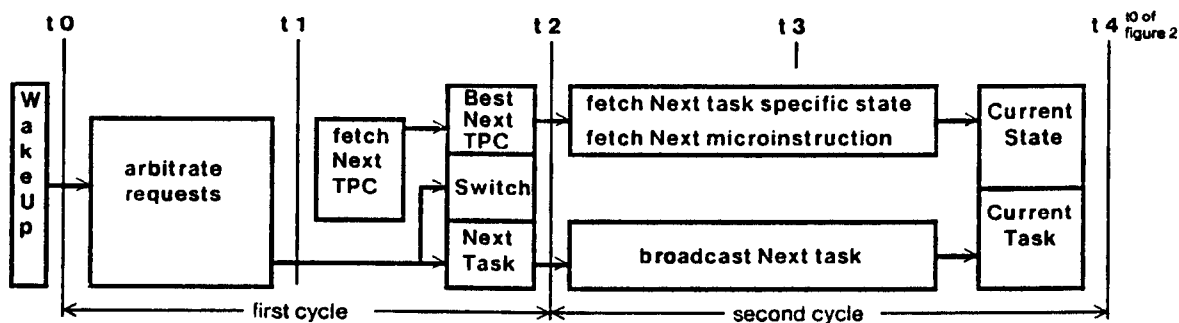 t0 t1 t2 t3 t4 t0 of
figure 2
WakeUp
arbitrate
requests
fetch
Next
TPC
Best
Next
TPC
Switch
Next
Task
fetch Next task specific state
fetch Next microinstruction
broadcast Next task
Current
State
Current
Task
first cycle
second cycle